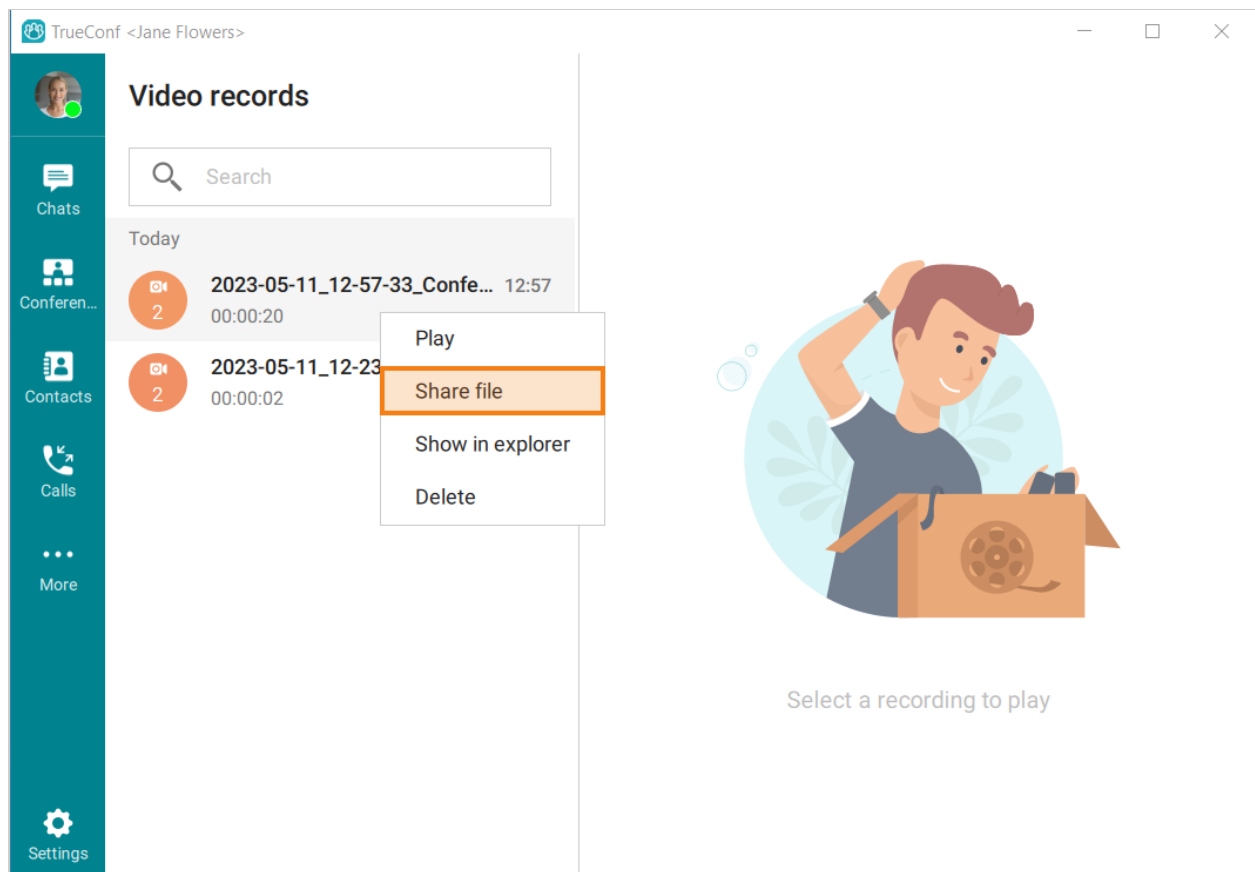 TrueConf <Jane Flowers>
Video records
Search
Today
2023-05-11_12-57-33_Confe... 12:57
2
00:00:20
2023-05-11_12-23
2
00:00:02
Play
Share file
Show in explorer
Delete
Chats
Conferen...
Contacts
Calls
More
Settings
Select a recording to play